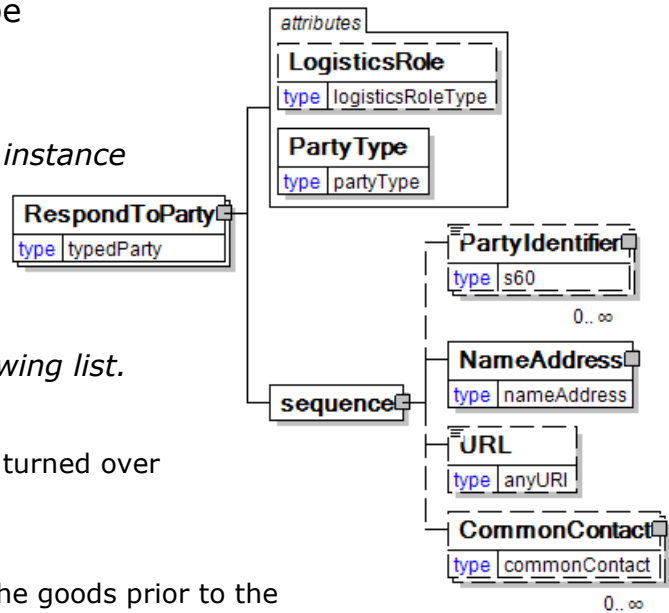 pe
attributes
LogisticsRole
type logisticsRoleType
instance
PartyType
type partyType
RespondToParty
type typedParty
PartyIdentifier
type s60
0.. ∞
wing list.
NameAddress
type nameAddress
sequence
turned over
URL
type anyURI
CommonContact
type commonContact
he goods prior to the
0.. ∞